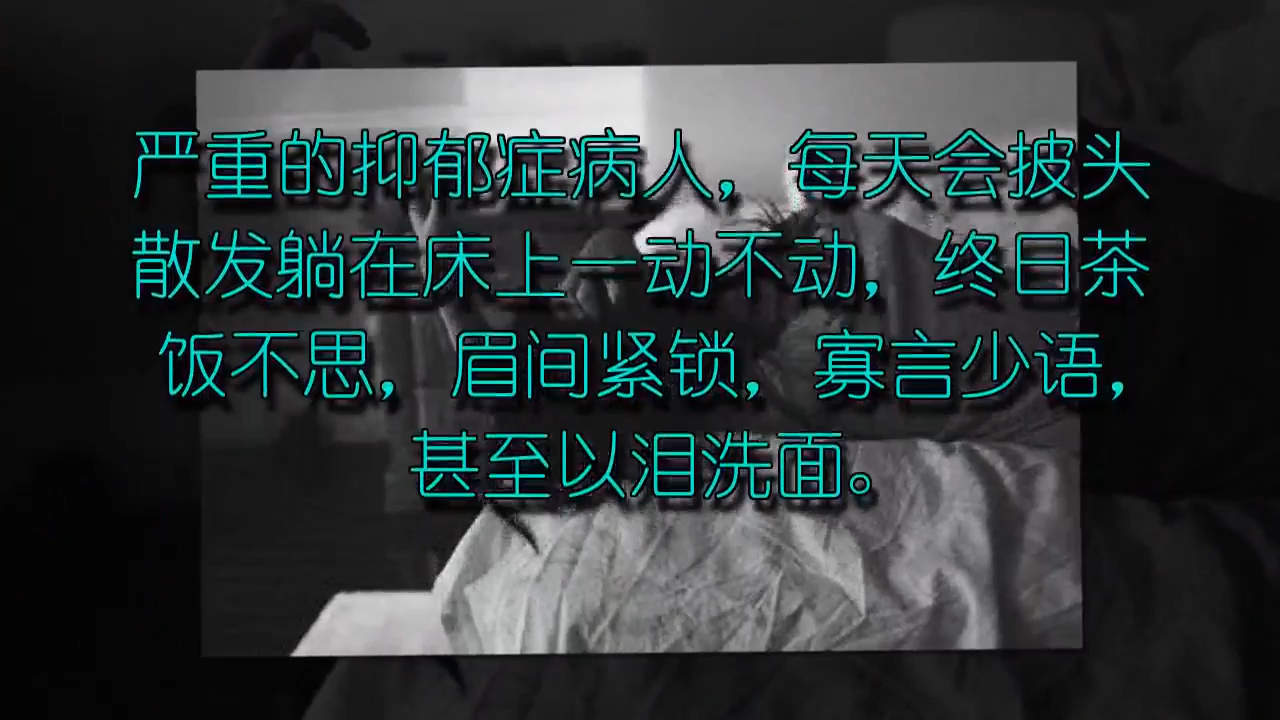 严重的抑郁症病人，每天会披头
散发躺在床上一动不动，终日茶
饭不思，眉间紧锁，寡言少语，
甚至以泪洗面。